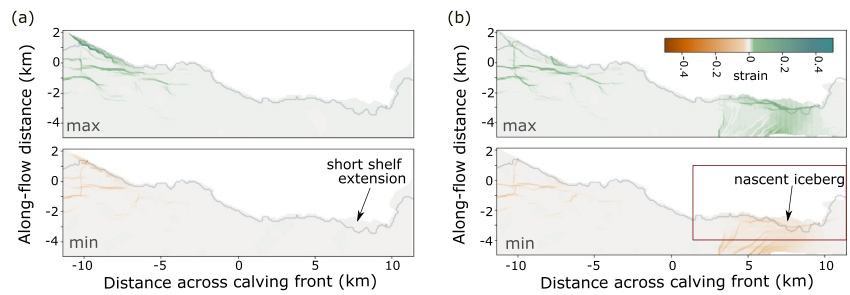 (a)
(b)
Along-flow distance (km)
2
0
-2
-4
max
2
0
-2
-4
min
short shelf
extension
-10
-5
0
5
10
Distance across calving front (km)
Along-flow distance (km)
2
0
-2
-4
max
-0.4
-0.2
0
0.2
0.4
strain
2
0
-2
-4
min
nascent iceberg
-10
-5
0
5
10
Distance across calving front (km)